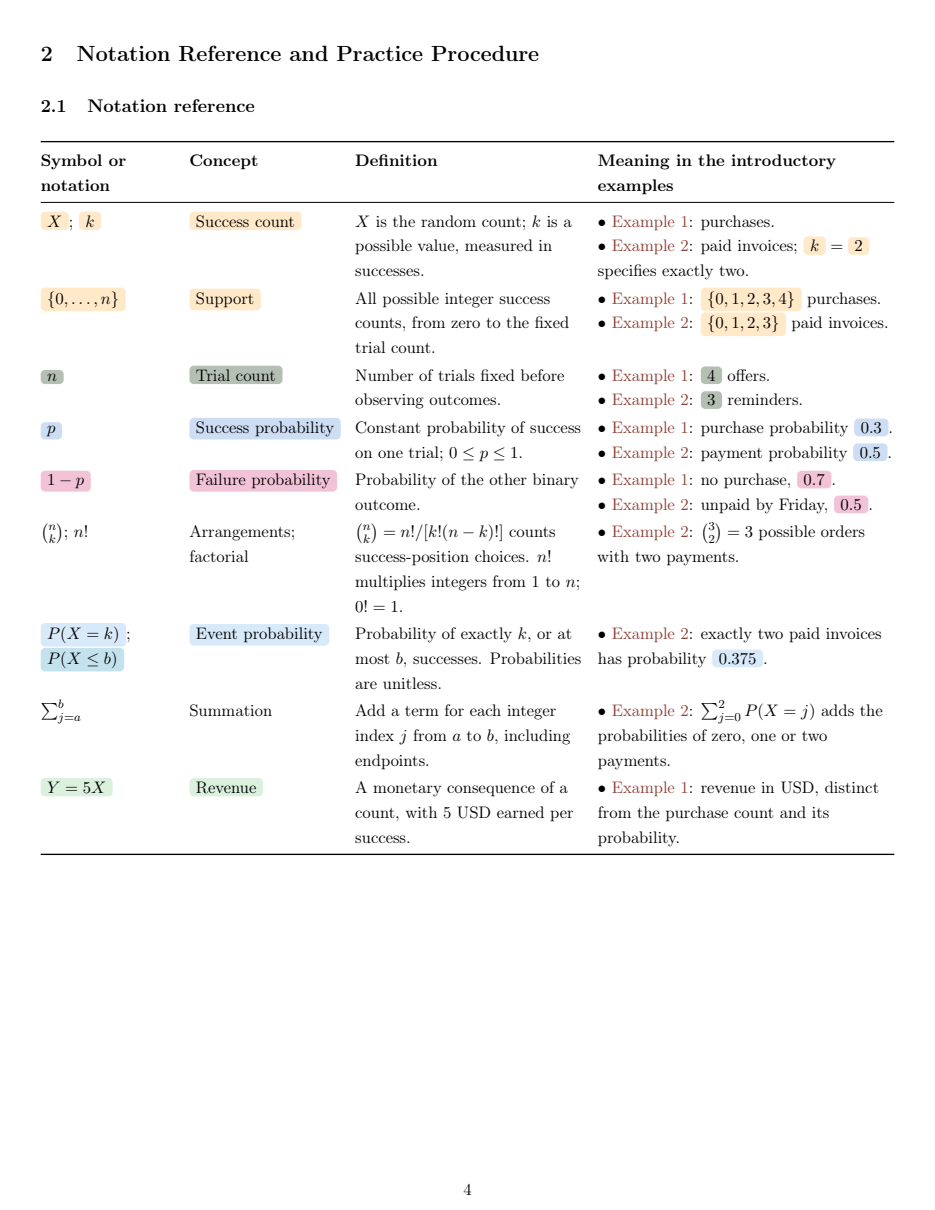 2 Notation Reference and Practice Procedure
2.1 Notation reference
Symbol or notation | Concept | Definition | Meaning in the introductory examples
X ; k | Success count | X is the random count; k is a possible value, measured in successes. | • Example 1: purchases.
• Example 2: paid invoices; k = 2 specifies exactly two.
{0, . . . , n} | Support | All possible integer success counts, from zero to the fixed trial count. | • Example 1: {0, 1, 2, 3, 4} purchases.
• Example 2: {0, 1, 2, 3} paid invoices.
n | Trial count | Number of trials fixed before observing outcomes. | • Example 1: 4 offers.
• Example 2: 3 reminders.
p | Success probability | Constant probability of success on one trial; 0 ≤ p ≤ 1. | • Example 1: purchase probability 0.3 .
• Example 2: payment probability 0.5 .
1 − p | Failure probability | Probability of the other binary outcome. | • Example 1: no purchase, 0.7 .
• Example 2: unpaid by Friday, 0.5 .
(n k); n! | Arrangements; factorial | (n k) = n!/[k!(n − k)!] counts success-position choices. n! multiplies integers from 1 to n; 0! = 1. | • Example 2: (3 2) = 3 possible orders with two payments.
P(X = k) ; P(X ≤ b) | Event probability | Probability of exactly k, or at most b, successes. Probabilities are unitless. | • Example 2: exactly two paid invoices has probability 0.375 .
∑ b j=a | Summation | Add a term for each integer index j from a to b, including endpoints. | • Example 2: ∑ 2 j=0 P(X = j) adds the probabilities of zero, one or two payments.
Y = 5X | Revenue | A monetary consequence of a count, with 5 USD earned per success. | • Example 1: revenue in USD, distinct from the purchase count and its probability.
4